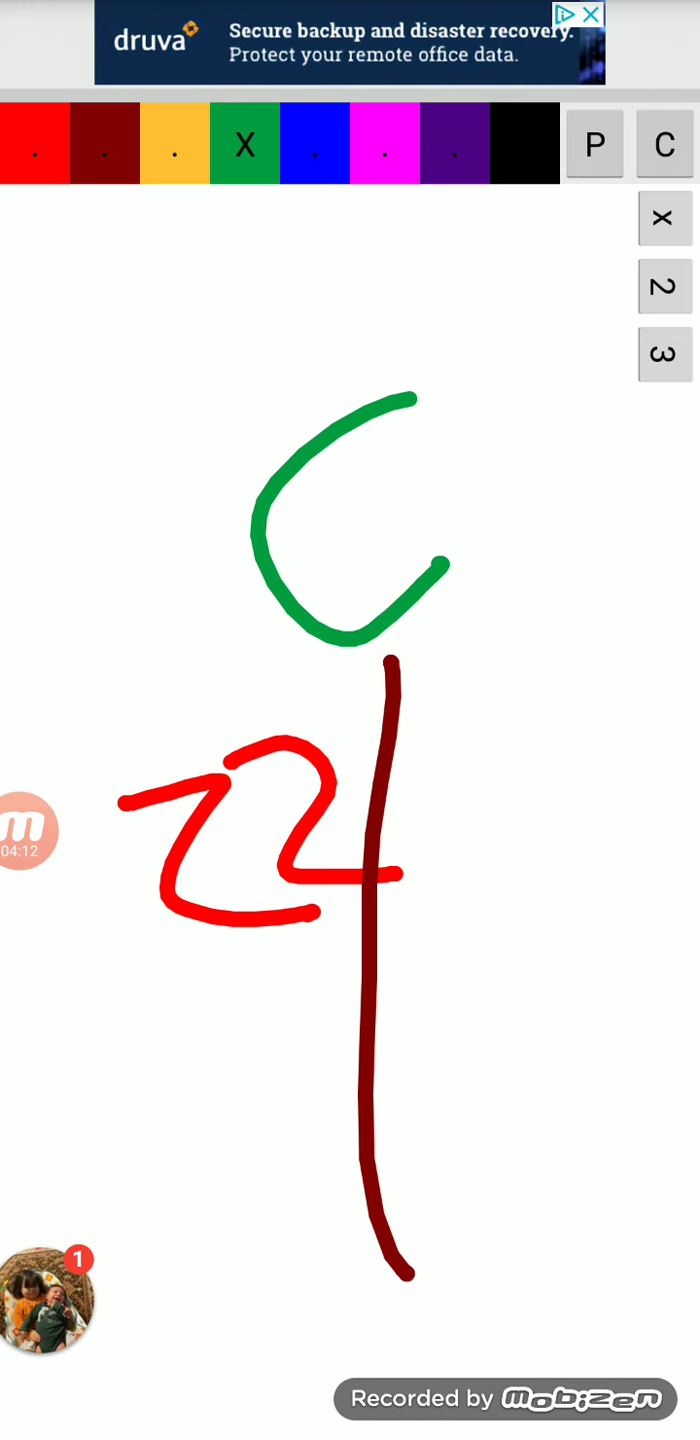 druva
Secure backup and disaster recovery.
Protect your remote office data.
. . . X . . . P C
x
2
3
C
22
04:12
1
Recorded by mobizen